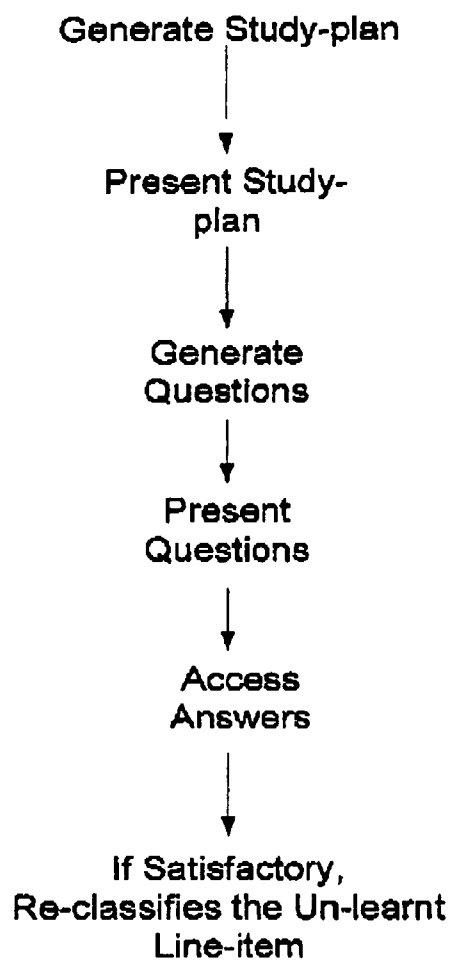 Generate Study-plan
Present Study-
plan
Generate
Questions
Present
Questions
Access
Answers
If Satisfactory,
Re-classifies the Un-learnt
Line-item